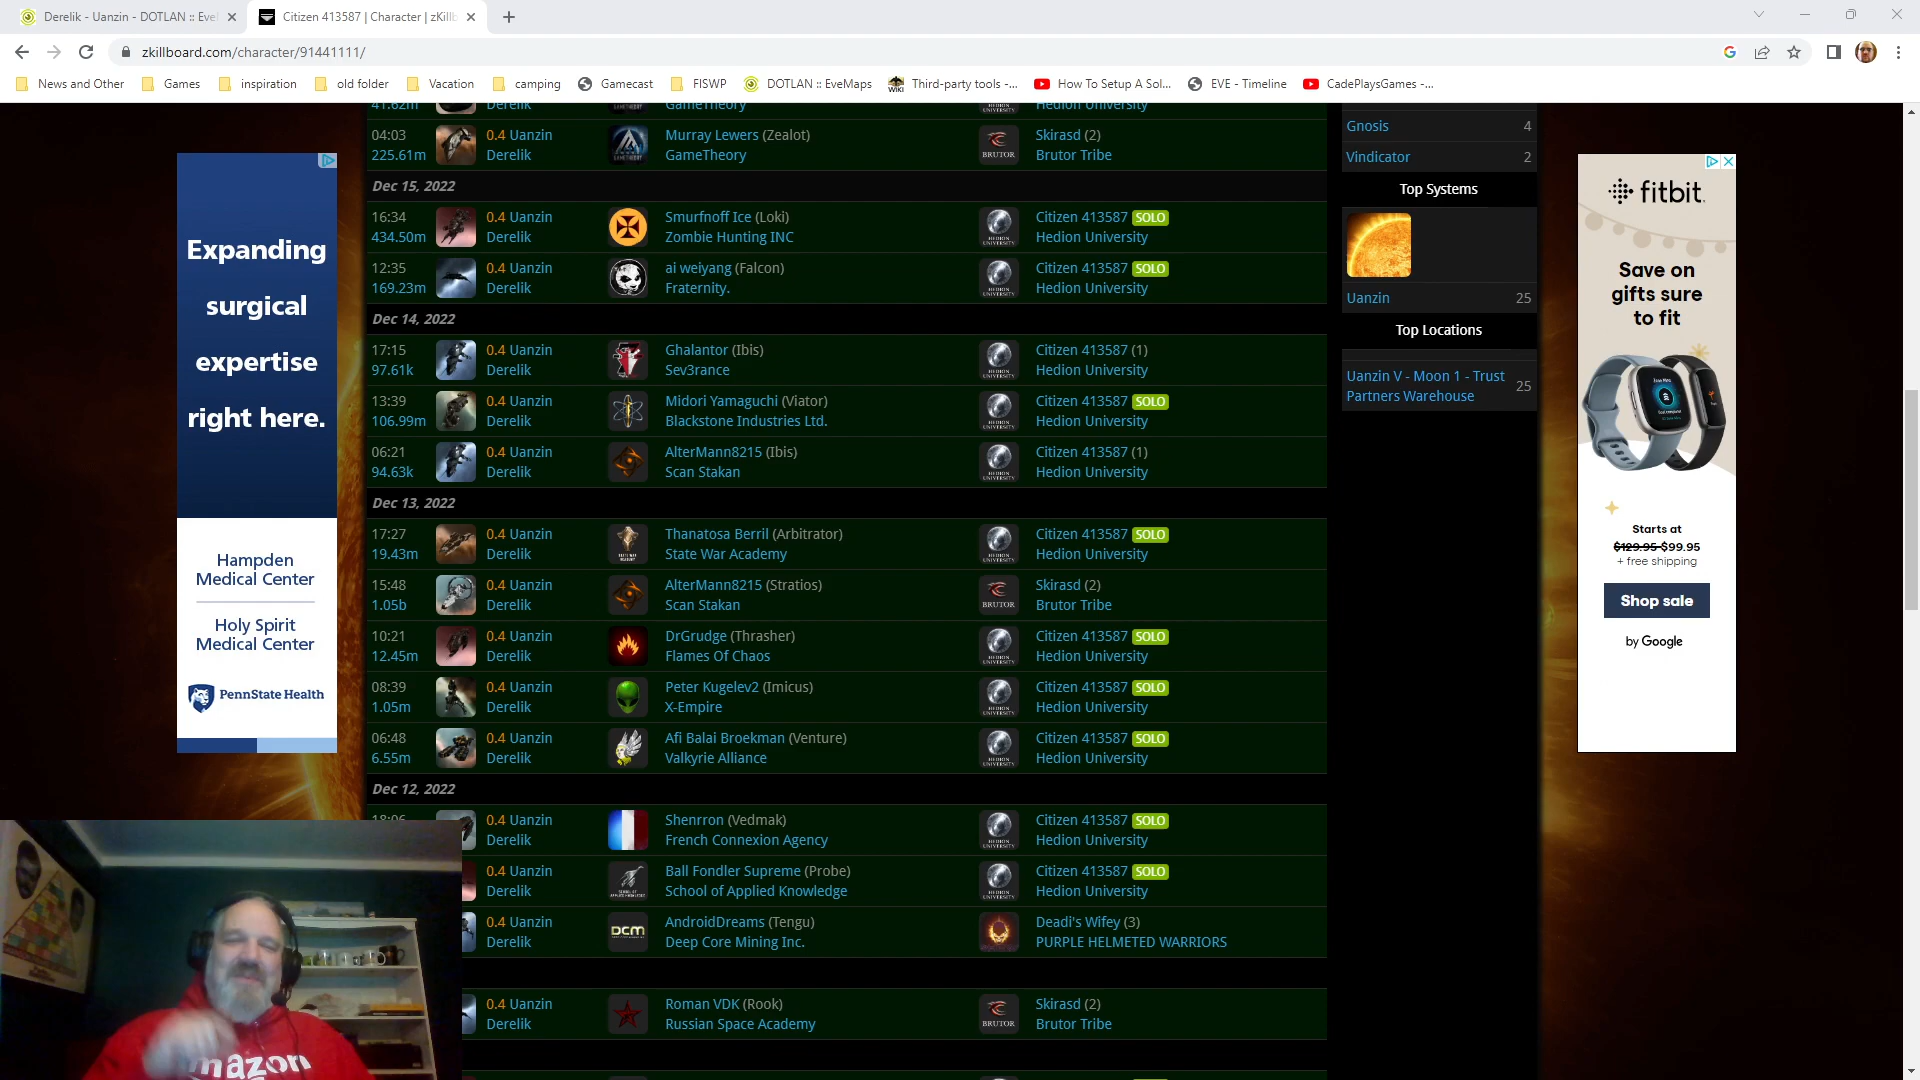 Derelik - Uanzin - DOTLAN :: Eve
Citizen 413587 | Character | zKillb
zkillboard.com/character/91441111/
News and Other
Games
inspiration
old folder
Vacation
camping
Gamecast
FISWP
DOTLAN :: EveMaps
Third-party tools -...
How To Setup A Sol...
EVE - Timeline
CadePlaysGames -...
41.62m Derelik GameTheory Hedion University
04:03 0.4 Uanzin Murray Lewers (Zealot) Skirasd (2)
225.61m Derelik GameTheory BRUTOR Brutor Tribe
Dec 15, 2022
16:34 0.4 Uanzin Smurfnoff Ice (Loki) Citizen 413587 SOLO
434.50m Derelik Zombie Hunting INC Hedion University
12:35 0.4 Uanzin ai weiyang (Falcon) Citizen 413587 SOLO
169.23m Derelik Fraternity. Hedion University
Dec 14, 2022
17:15 0.4 Uanzin Ghalantor (Ibis) Citizen 413587 (1)
97.61k Derelik Sev3rance Hedion University
13:39 0.4 Uanzin Midori Yamaguchi (Viator) Citizen 413587 SOLO
106.99m Derelik Blackstone Industries Ltd. Hedion University
06:21 0.4 Uanzin AlterMann8215 (Ibis) Citizen 413587 (1)
94.63k Derelik Scan Stakan Hedion University
Dec 13, 2022
17:27 0.4 Uanzin Thanatosa Berril (Arbitrator) Citizen 413587 SOLO
19.43m Derelik State War Academy Hedion University
15:48 0.4 Uanzin AlterMann8215 (Stratios) Skirasd (2)
1.05b Derelik Scan Stakan BRUTOR Brutor Tribe
10:21 0.4 Uanzin DrGrudge (Thrasher) Citizen 413587 SOLO
12.45m Derelik Flames Of Chaos Hedion University
08:39 0.4 Uanzin Peter Kugelev2 (Imicus) Citizen 413587 SOLO
1.05m Derelik X-Empire Hedion University
06:48 0.4 Uanzin Afi Balai Broekman (Venture) Citizen 413587 SOLO
6.55m Derelik Valkyrie Alliance Hedion University
Dec 12, 2022
18:06 0.4 Uanzin Shenrron (Vedmak) Citizen 413587 SOLO
Derelik French Connexion Agency Hedion University
0.4 Uanzin Ball Fondler Supreme (Probe) Citizen 413587 SOLO
Derelik School of Applied Knowledge Hedion University
0.4 Uanzin AndroidDreams (Tengu) Deadi's Wifey (3)
Derelik DCM Deep Core Mining Inc. PURPLE HELMETED WARRIORS
0.4 Uanzin Roman VDK (Rook) Skirasd (2)
Derelik Russian Space Academy BRUTOR Brutor Tribe
Gnosis 4
Vindicator 2
Top Systems
Uanzin 25
Top Locations
Uanzin V - Moon 1 - Trust
Partners Warehouse 25
Expanding
surgical
expertise
right here.
Hampden
Medical Center
Holy Spirit
Medical Center
PennState Health
fitbit.
Save on
gifts sure
to fit
Starts at
$129.95 $99.95
+ free shipping
Shop sale
by Google
mazon